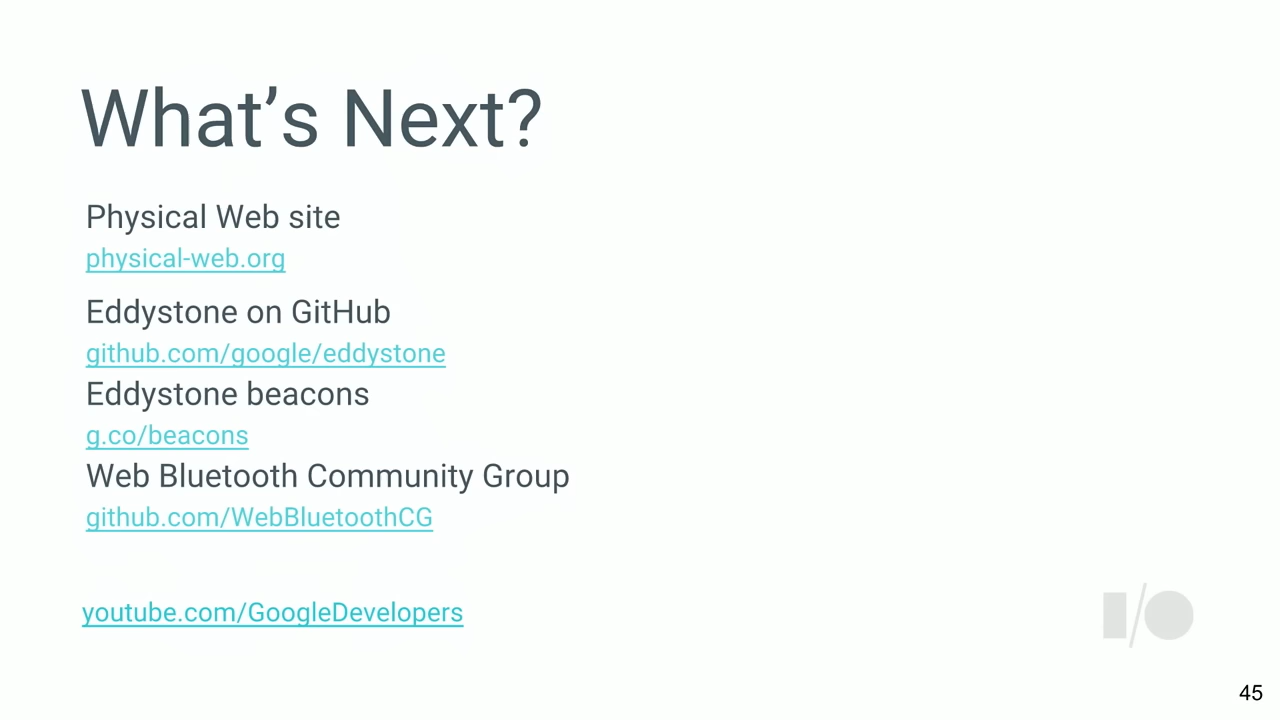 What’s Next?
Physical Web site
physical-web.org
Eddystone on GitHub
github.com/google/eddystone
Eddystone beacons
g.co/beacons
Web Bluetooth Community Group
github.com/WebBluetoothCG
youtube.com/GoogleDevelopers
I/O
45